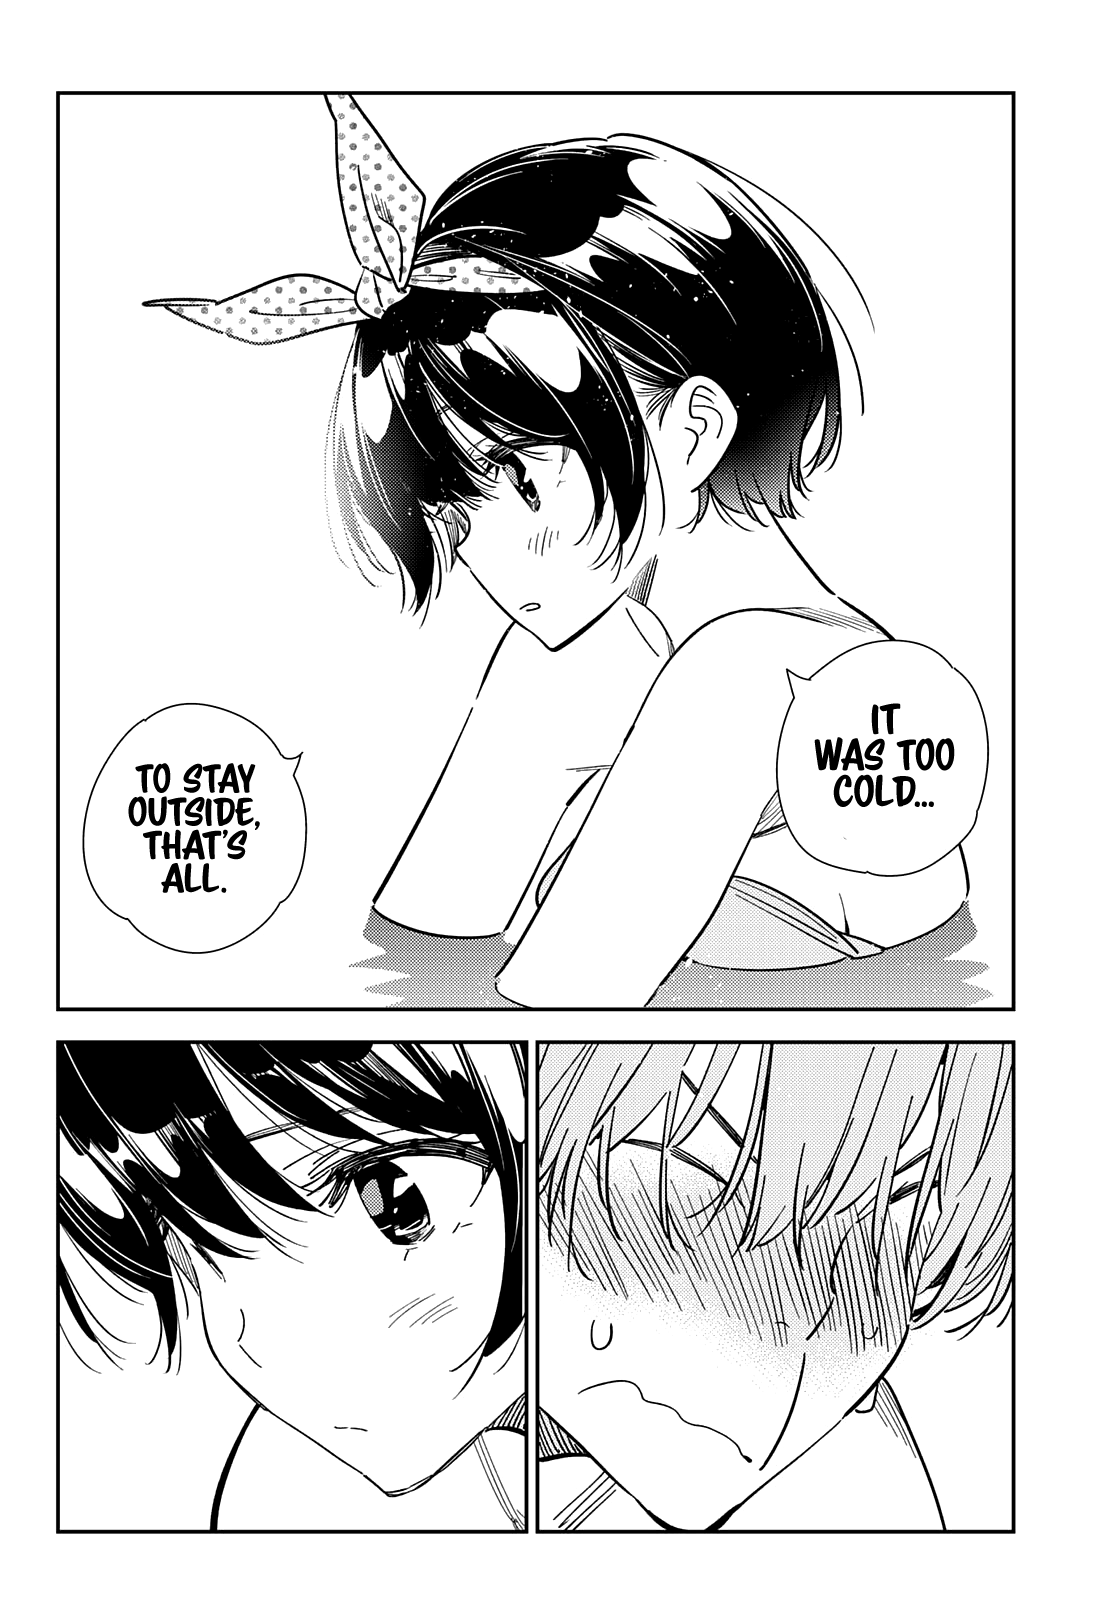 IT
WAS TOO
COLD...
TO STAY
OUTSIDE,
THAT'S
ALL.